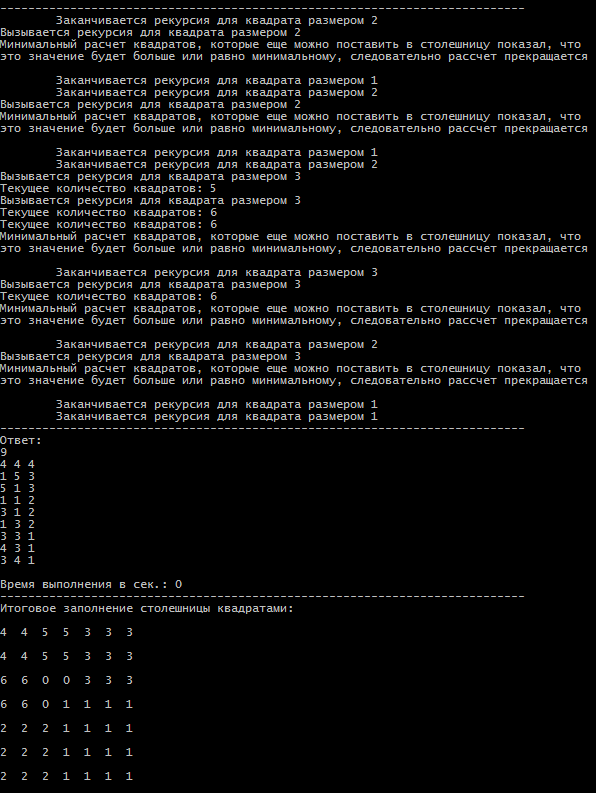 ---------------------------------------------------------------------------
Заканчивается рекурсия для квадрата размером 2
Вызывается рекурсия для квадрата размером 2
Минимальный расчет квадратов, которые еще можно поставить в столешницу показал, что
это значение будет больше или равно минимальному, следовательно рассчет прекращается
Заканчивается рекурсия для квадрата размером 1
Заканчивается рекурсия для квадрата размером 2
Вызывается рекурсия для квадрата размером 2
Минимальный расчет квадратов, которые еще можно поставить в столешницу показал, что
это значение будет больше или равно минимальному, следовательно рассчет прекращается
Заканчивается рекурсия для квадрата размером 1
Заканчивается рекурсия для квадрата размером 2
Вызывается рекурсия для квадрата размером 3
Текущее количество квадратов: 5
Вызывается рекурсия для квадрата размером 3
Текущее количество квадратов: 6
Текущее количество квадратов: 6
Минимальный расчет квадратов, которые еще можно поставить в столешницу показал, что
это значение будет больше или равно минимальному, следовательно рассчет прекращается
Заканчивается рекурсия для квадрата размером 3
Вызывается рекурсия для квадрата размером 3
Текущее количество квадратов: 6
Минимальный расчет квадратов, которые еще можно поставить в столешницу показал, что
это значение будет больше или равно минимальному, следовательно рассчет прекращается
Заканчивается рекурсия для квадрата размером 2
Вызывается рекурсия для квадрата размером 3
Минимальный расчет квадратов, которые еще можно поставить в столешницу показал, что
это значение будет больше или равно минимальному, следовательно рассчет прекращается
Заканчивается рекурсия для квадрата размером 1
Заканчивается рекурсия для квадрата размером 1
---------------------------------------------------------------------------
Ответ:
9
4 4 4
1 5 3
5 1 3
1 1 2
3 1 2
1 3 2
3 3 1
4 3 1
3 4 1
Время выполнения в сек.: 0
---------------------------------------------------------------------------
Итоговое заполнение столешницы квадратами:
4 4 5 5 3 3 3
4 4 5 5 3 3 3
6 6 0 0 3 3 3
6 6 0 1 1 1 1
2 2 2 1 1 1 1
2 2 2 1 1 1 1
2 2 2 1 1 1 1